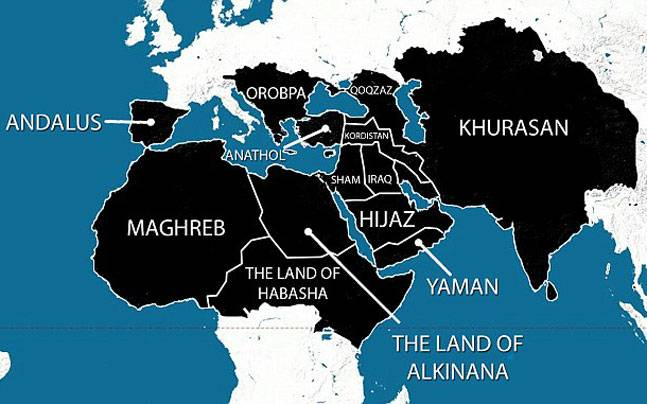 OROBPA
QOQZAZ
ANDALUS
KHURASAN
KORDISTAN
ANATHOL
SHAM
IRAQ
HIJAZ
MAGHREB
THE LAND OF
HABASHA
YAMAN
THE LAND OF
ALKINANA